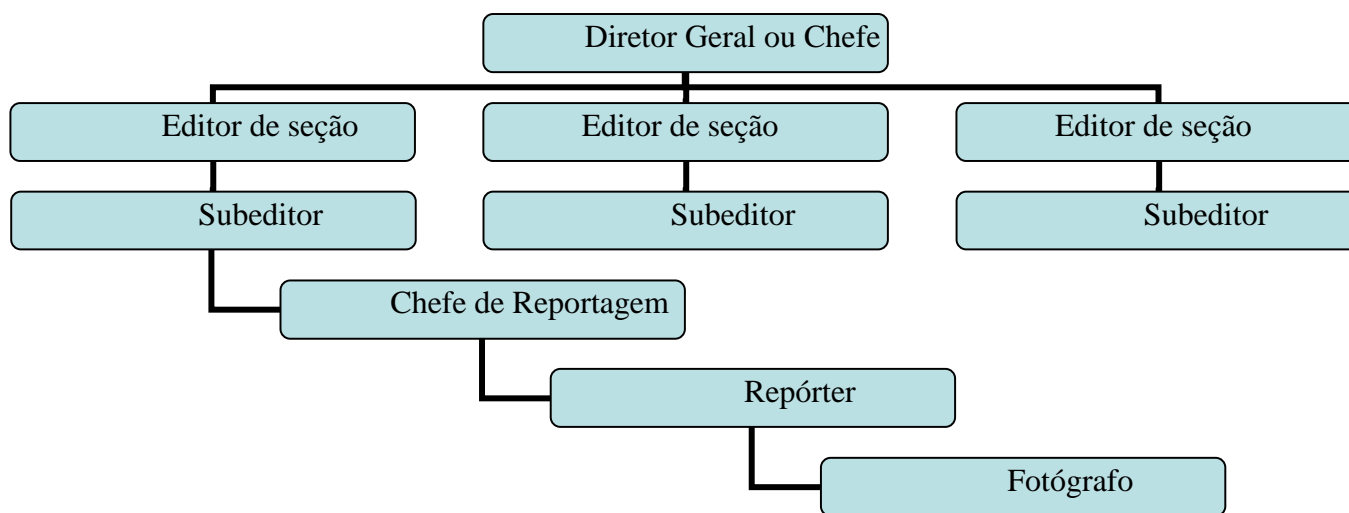 Diretor Geral ou Chefe
Editor de seção
Editor de seção
Editor de seção
Subeditor
Subeditor
Subeditor
Chefe de Reportagem
Repórter
Fotógrafo